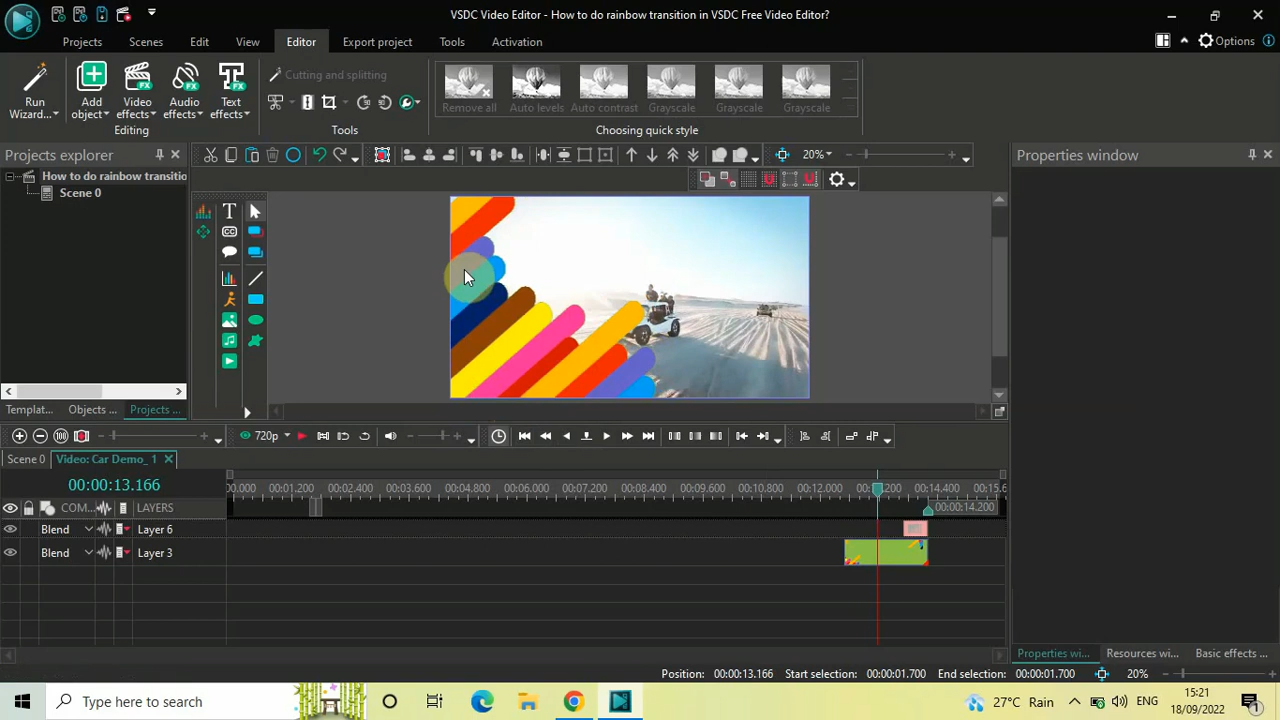 VSDC Video Editor - How to do rainbow transition in VSDC Free Video Editor?
Projects Scenes Edit View Editor Export project Tools Activation
Options
Run Wizard...
Add object
Video effects
Audio effects
Text effects
Cutting and splitting
Remove all Auto levels Auto contrast Grayscale Grayscale Grayscale
Editing Tools Choosing quick style
Projects explorer
20%
Properties window
How to do rainbow transitio
Scene 0
Templat... Objects ... Projects ...
720p
Scene 0 Video: Car Demo_ 1
00:00:13.166
00.000 00:01.200 00:02.400 00:03.600 00:04.800 00:06.000 00:07.200 00:08.400 00:09.600 00:10.800 00:12.000 00:14.400 00:15.6
COM... LAYERS
00:00:14.200
Blend Layer 6
Blend Layer 3
Properties wi... Resources wi... Basic effects ...
Position: 00:00:13.166 Start selection: 00:00:01.700 End selection: 00:00:01.700 20%
Type here to search
27°C Rain
ENG
15:21
18/09/2022